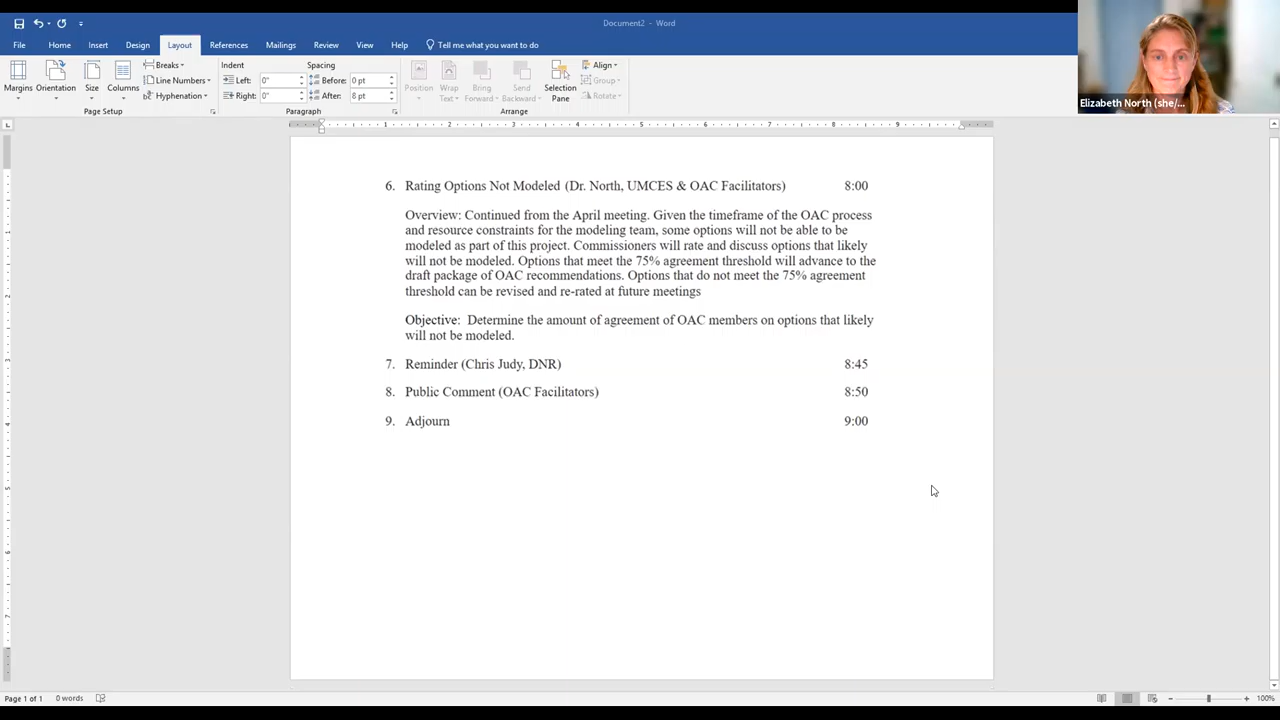 Document2 - Word
File Home Insert Design Layout References Mailings Review View Help Tell me what you want to do
Margins Orientation Size Columns Breaks Line Numbers Hyphenation
Page Setup
Indent Spacing
Left: 0" Before: 0 pt
Right: 0" After: 8 pt
Paragraph
Position Wrap Text Bring Forward Send Backward Selection Pane Align Group Rotate
Arrange
Elizabeth North (she/...
1 2 3 4 5 6 7 8 9
6. Rating Options Not Modeled (Dr. North, UMCES & OAC Facilitators) 8:00
Overview: Continued from the April meeting. Given the timeframe of the OAC process
and resource constraints for the modeling team, some options will not be able to be
modeled as part of this project. Commissioners will rate and discuss options that likely
will not be modeled. Options that meet the 75% agreement threshold will advance to the
draft package of OAC recommendations. Options that do not meet the 75% agreement
threshold can be revised and re-rated at future meetings
Objective: Determine the amount of agreement of OAC members on options that likely
will not be modeled.
7. Reminder (Chris Judy, DNR) 8:45
8. Public Comment (OAC Facilitators) 8:50
9. Adjourn 9:00
Page 1 of 1 0 words 100%